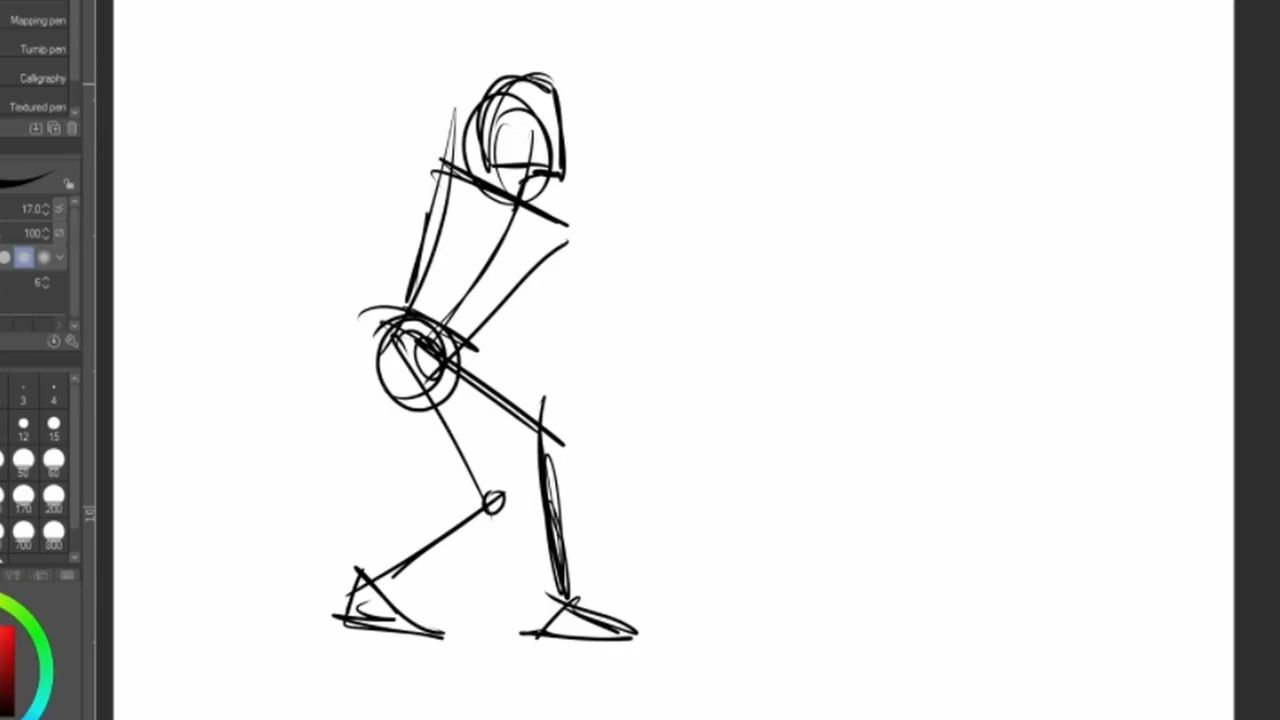 Mapping pen
Turnip pen
Calligraphy
Textured pen
17.0
100
6
3 4
12 15
50 60
170 200
700 800